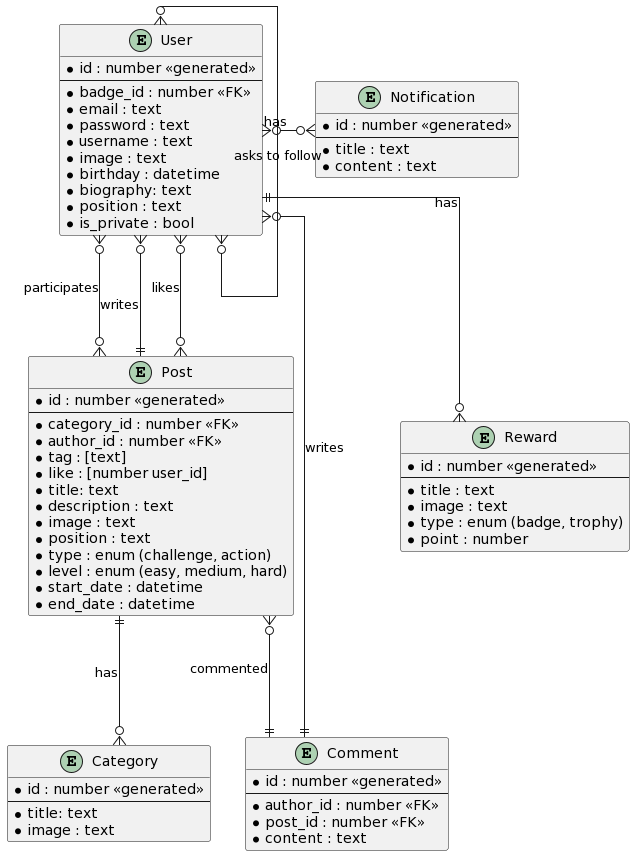 E User
id : number «generated»
badge_id : number «FK»
email : text
password : text
username : text
image : text
birthday : datetime
biography: text
position : text
is_private : bool
E Notification
id : number «generated»
title : text
content : text
has
asks to follow
has
participates
writes
likes
E Post
id : number «generated»
category_id : number «FK»
author_id : number «FK»
tag : [text]
like : [number user_id]
title: text
description : text
image : text
position : text
type : enum (challenge, action)
level : enum (easy, medium, hard)
start_date : datetime
end_date : datetime
writes
E Reward
id : number «generated»
title : text
image : text
type : enum (badge, trophy)
point : number
has
commented
E Category
id : number «generated»
title: text
image : text
E Comment
id : number «generated»
author_id : number «FK»
post_id : number «FK»
content : text